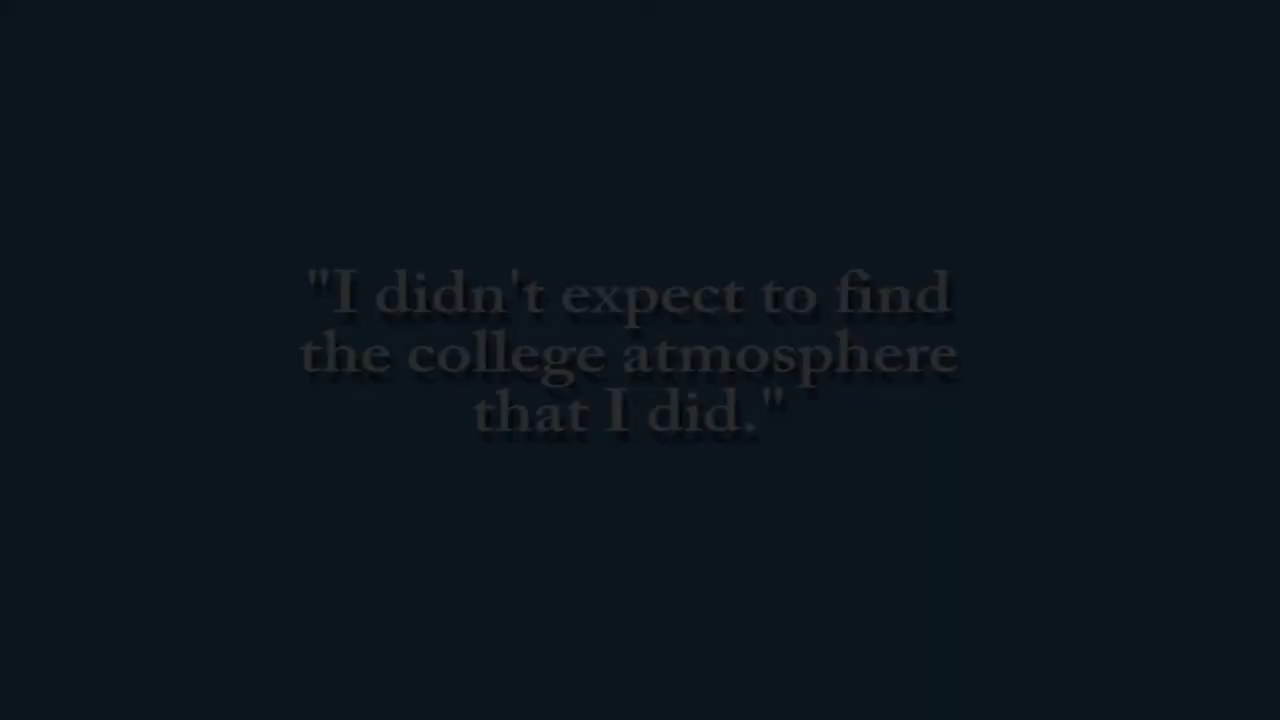 "I didn't expect to find
the college atmosphere
that I did."